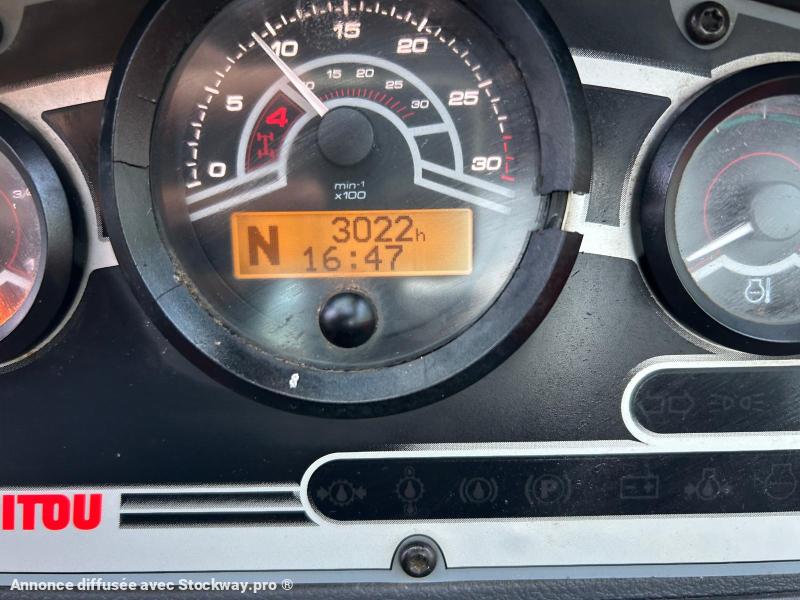 0 5 10 15 20 25 30
15 20 25 30
4
min-1
x100
N 3022h
16:47
ITOU
P
Annonce diffusée avec Stockway.pro ®